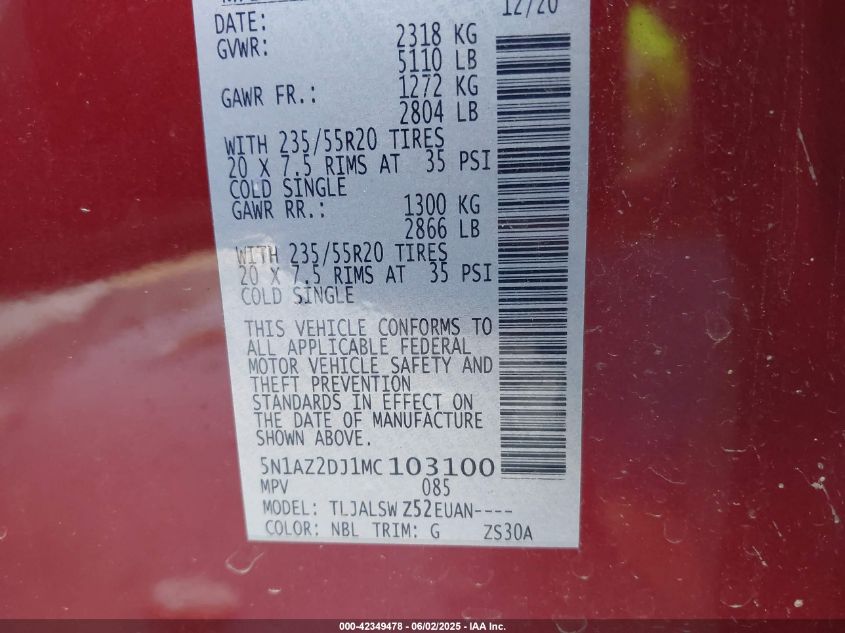 DATE: 12/20
GVWR: 2318 KG
5110 LB
GAWR FR.: 1272 KG
2804 LB
WITH 235/55R20 TIRES
20 X 7.5 RIMS AT 35 PSI
COLD SINGLE
GAWR RR.: 1300 KG
2866 LB
WITH 235/55R20 TIRES
20 X 7.5 RIMS AT 35 PSI
COLD SINGLE
THIS VEHICLE CONFORMS TO
ALL APPLICABLE FEDERAL
MOTOR VEHICLE SAFETY AND
THEFT PREVENTION
STANDARDS IN EFFECT ON
THE DATE OF MANUFACTURE
SHOWN ABOVE.
5N1AZ2DJ1MC103100
MPV 085
MODEL: TLJALSW Z52EUAN----
COLOR: NBL TRIM: G ZS30A
000-42349478 - 06/02/2025 - IAA Inc.